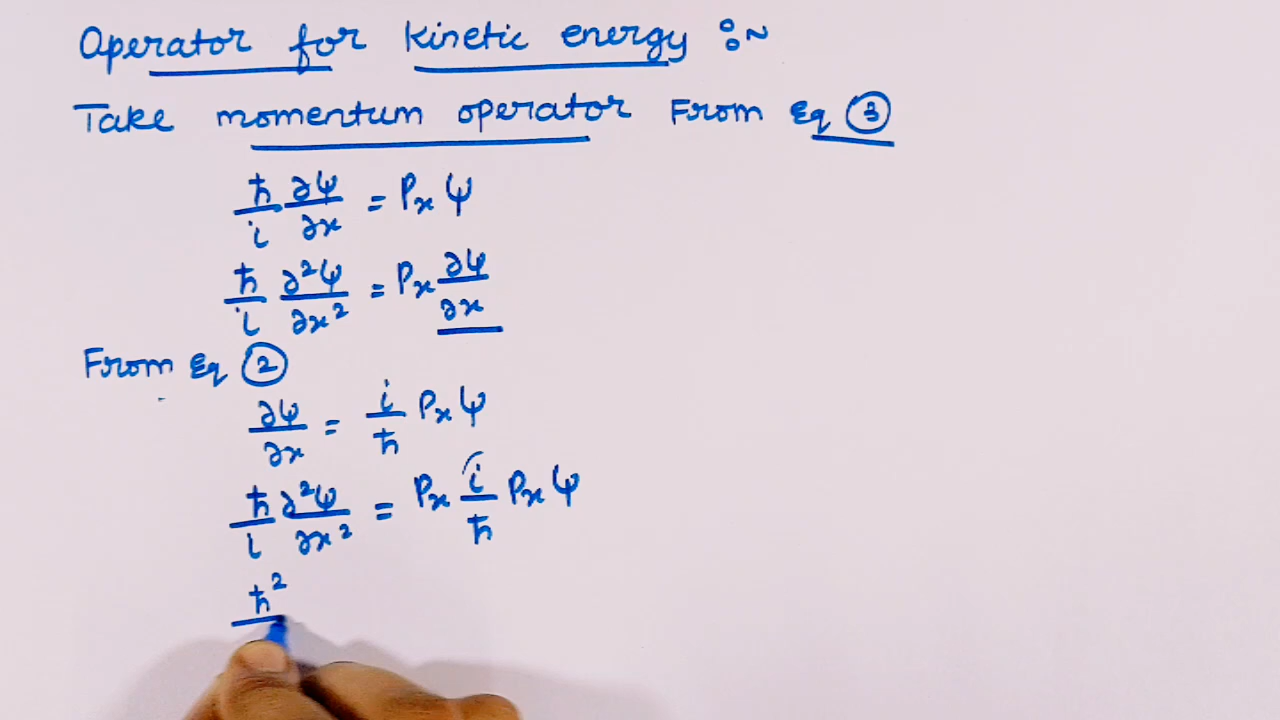 Operator for Kinetic energy :~
Take momentum operator From Eq ③
ħ/i ∂ψ/∂x = Pₓ ψ
ħ/i ∂²ψ/∂x² = Pₓ ∂ψ/∂x
From Eq ②
∂ψ/∂x = i/ħ Pₓ ψ
ħ/i ∂²ψ/∂x² = Pₓ i/ħ Pₓ ψ
ħ²